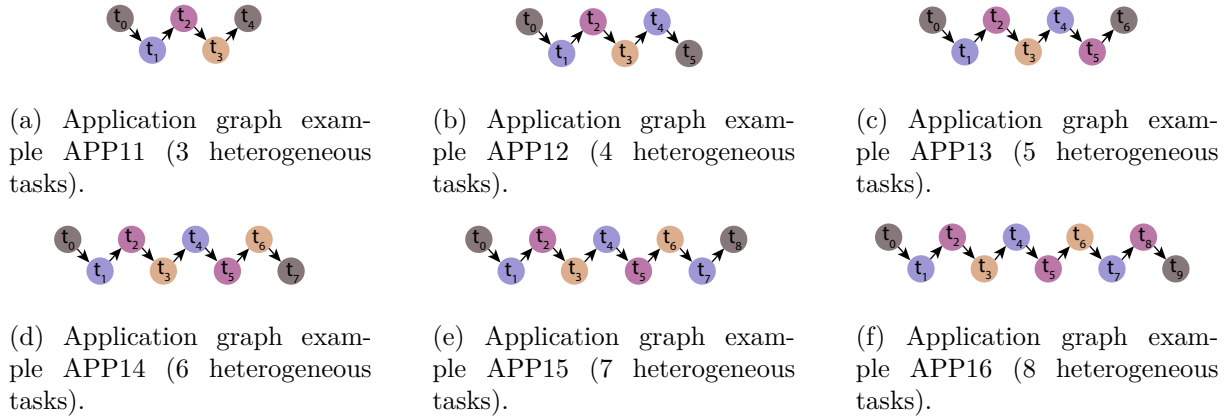 t0 t1 t2 t3 t4
t0 t1 t2 t3 t4 t5
t0 t1 t2 t3 t4 t5 t6
(a) Application graph exam-
ple APP11 (3 heterogeneous
tasks).
(b) Application graph exam-
ple APP12 (4 heterogeneous
tasks).
(c) Application graph exam-
ple APP13 (5 heterogeneous
tasks).
t0 t1 t2 t3 t4 t5 t6 t7
t0 t1 t2 t3 t4 t5 t6 t7 t8
t0 t1 t2 t3 t4 t5 t6 t7 t8 t9
(d) Application graph exam-
ple APP14 (6 heterogeneous
tasks).
(e) Application graph exam-
ple APP15 (7 heterogeneous
tasks).
(f) Application graph exam-
ple APP16 (8 heterogeneous
tasks).